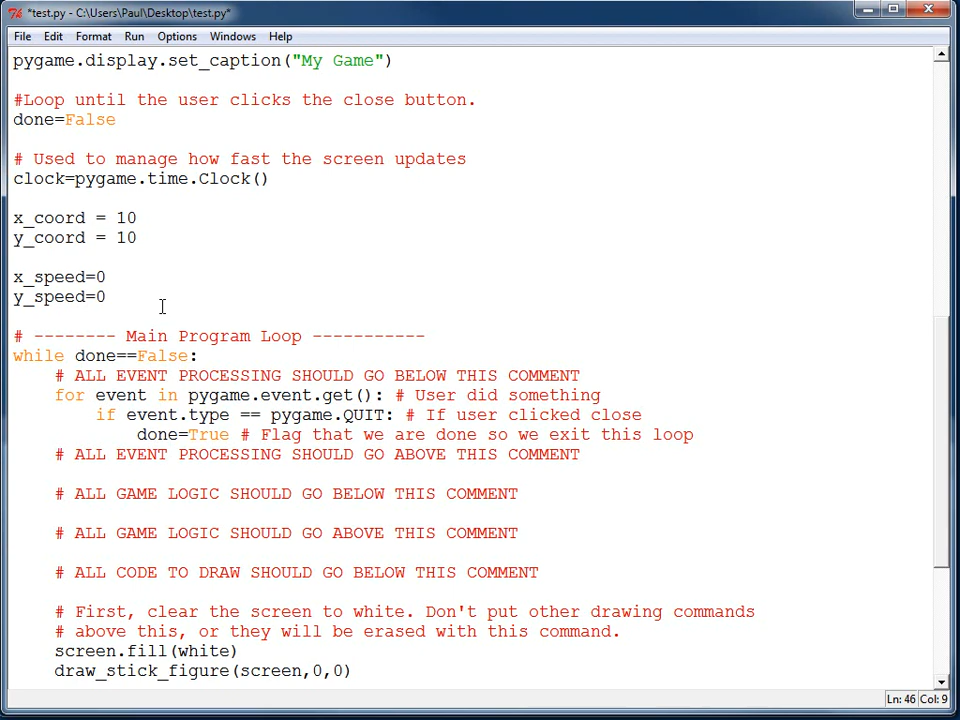 *test.py - C:\Users\Paul\Desktop\test.py*
File Edit Format Run Options Windows Help
pygame.display.set_caption("My Game")
#Loop until the user clicks the close button.
done=False
# Used to manage how fast the screen updates
clock=pygame.time.Clock()
x_coord = 10
y_coord = 10
x_speed=0
y_speed=0
# -------- Main Program Loop -----------
while done==False:
# ALL EVENT PROCESSING SHOULD GO BELOW THIS COMMENT
for event in pygame.event.get(): # User did something
if event.type == pygame.QUIT: # If user clicked close
done=True # Flag that we are done so we exit this loop
# ALL EVENT PROCESSING SHOULD GO ABOVE THIS COMMENT
# ALL GAME LOGIC SHOULD GO BELOW THIS COMMENT
# ALL GAME LOGIC SHOULD GO ABOVE THIS COMMENT
# ALL CODE TO DRAW SHOULD GO BELOW THIS COMMENT
# First, clear the screen to white. Don't put other drawing commands
# above this, or they will be erased with this command.
screen.fill(white)
draw_stick_figure(screen,0,0)
Ln: 46 Col: 9